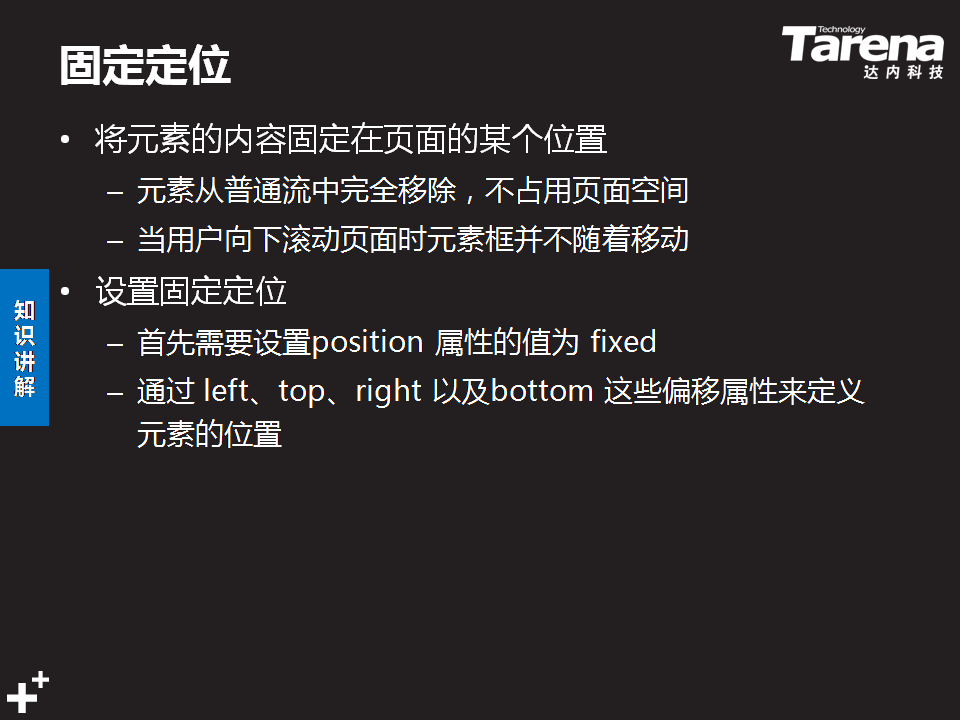 固定定位
Technology
Tarena
达内科技
• 将元素的内容固定在页面的某个位置
– 元素从普通流中完全移除，不占用页面空间
– 当用户向下滚动页面时元素框并不随着移动
• 设置固定定位
– 首先需要设置position 属性的值为 fixed
– 通过 left、top、right 以及bottom 这些偏移属性来定义
元素的位置
知识讲解